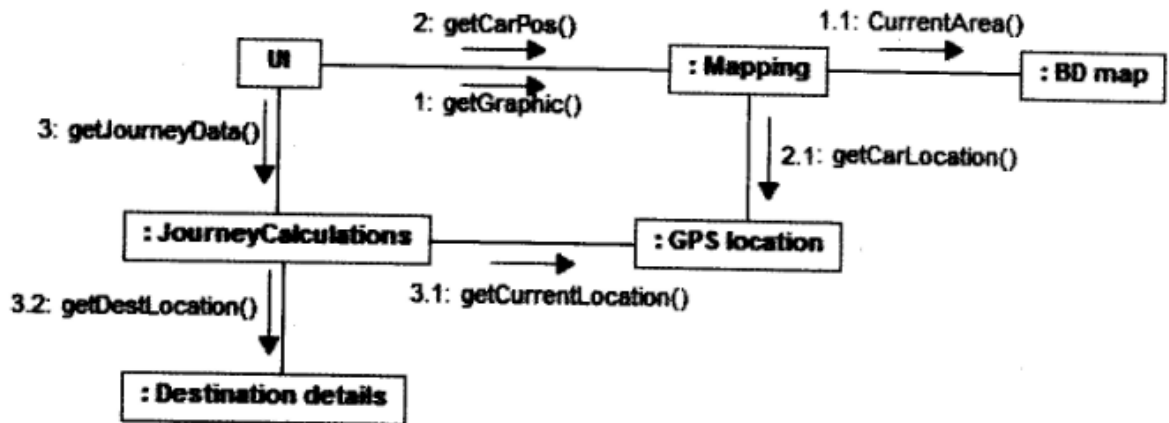 2: getCarPos()
1.1: CurrentArea()
UI
: Mapping
: BD map
1: getGraphic()
3: getJourneyData()
2.1: getCarLocation()
: JourneyCalculations
: GPS location
3.2: getDestLocation()
3.1: getCurrentLocation()
: Destination details